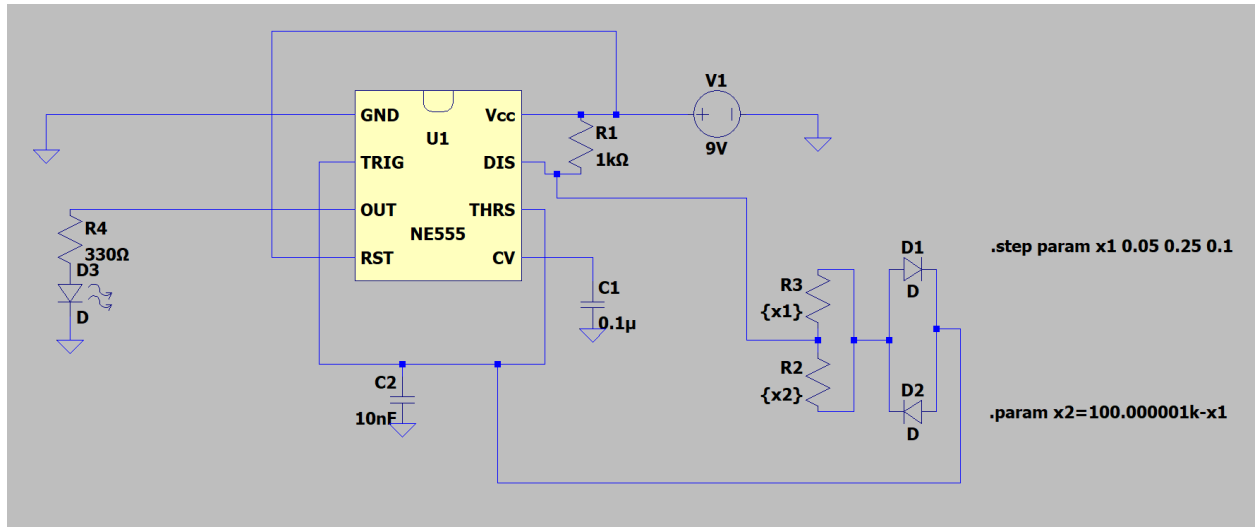 V1
9V
GND
Vcc
U1
R1
1kΩ
TRIG
DIS
OUT
THRS
NE555
RST
CV
R4
330Ω
D3
D
C1
0.1µ
C2
10nF
R3
{x1}
R2
{x2}
D1
D
D2
D
.step param x1 0.05 0.25 0.1
.param x2=100.000001k-x1